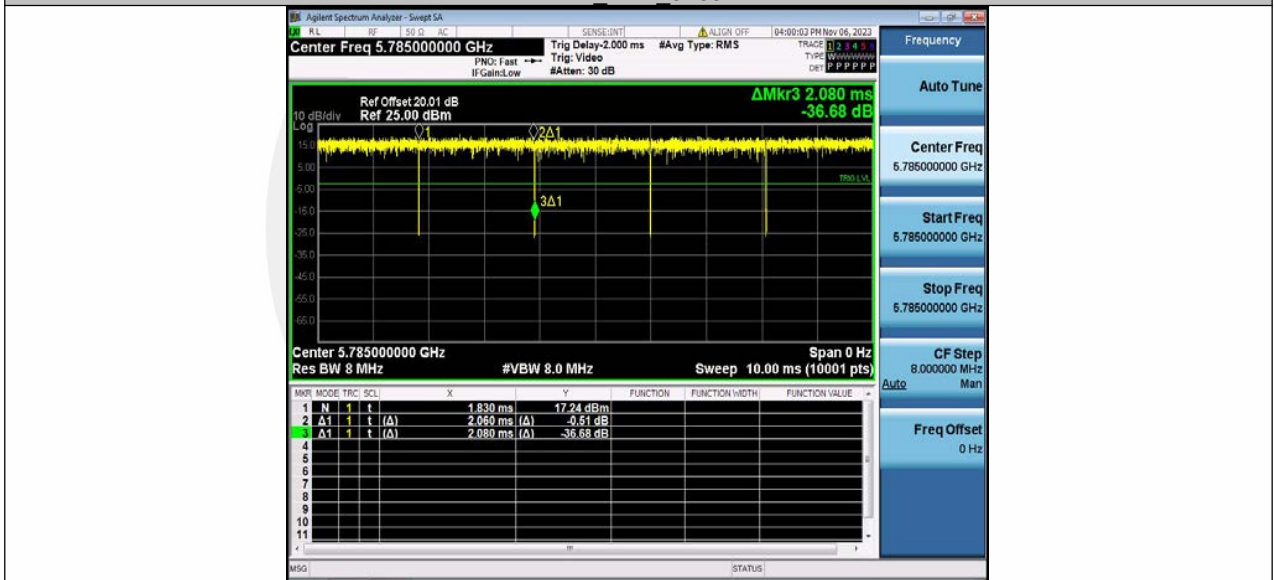 Agilent Spectrum Analyzer - Swept SA
RL RF 50 Ω AC SENSE:INT ALIGN OFF 04:00:03 PM Nov 06, 2023
Center Freq 5.785000000 GHz
PNO: Fast
IFGain:Low
Trig Delay-2.000 ms
Trig: Video
#Atten: 30 dB
#Avg Type: RMS
TRACE 1 2 3 4 5 6
TYPE
DET P P P P P P
Frequency
Auto Tune
Center Freq
5.785000000 GHz
Start Freq
5.785000000 GHz
Stop Freq
5.785000000 GHz
CF Step
8.000000 MHz
Auto Man
Freq Offset
0 Hz
ΔMkr3 2.080 ms
-36.68 dB
Ref Offset 20.01 dB
10 dB/div Ref 25.00 dBm
Log
15.0
5.00
-5.00
-15.0
-25.0
-35.0
-45.0
-55.0
-65.0
1
2Δ1
3Δ1
TRIG LVL
Center 5.785000000 GHz Span 0 Hz
Res BW 8 MHz #VBW 8.0 MHz Sweep 10.00 ms (10001 pts)
MKR MODE TRC SCL X Y FUNCTION FUNCTION WIDTH FUNCTION VALUE
1 N 1 t 1.830 ms 17.24 dBm
2 Δ1 1 t (Δ) 2.060 ms (Δ) -0.51 dB
3 Δ1 1 t (Δ) 2.080 ms (Δ) -36.68 dB
4
5
6
7
8
9
10
11
MSG STATUS